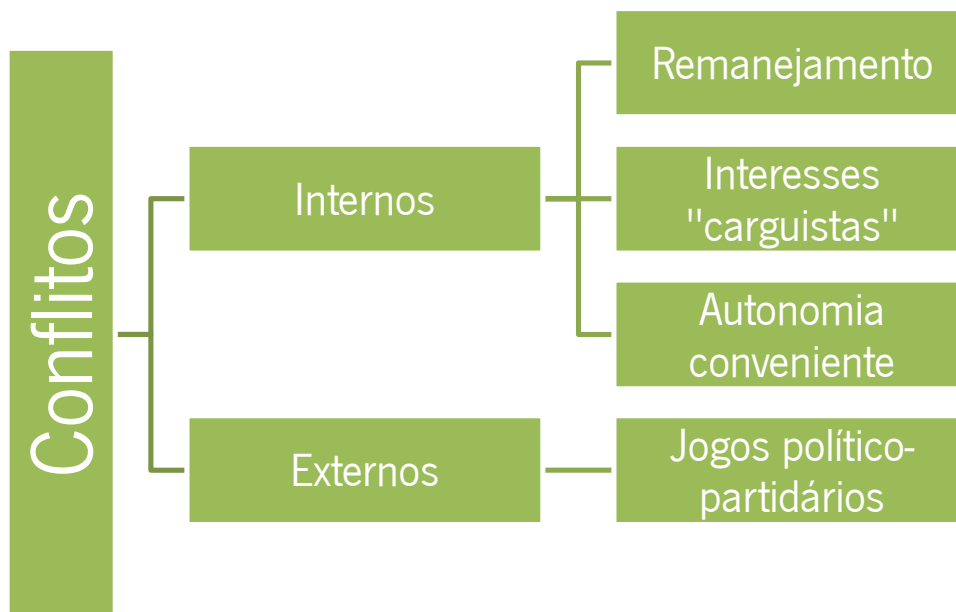 Conflitos
Internos
Remanejamento
Interesses
"carguistas"
Autonomia
conveniente
Externos
Jogos político-
partidários